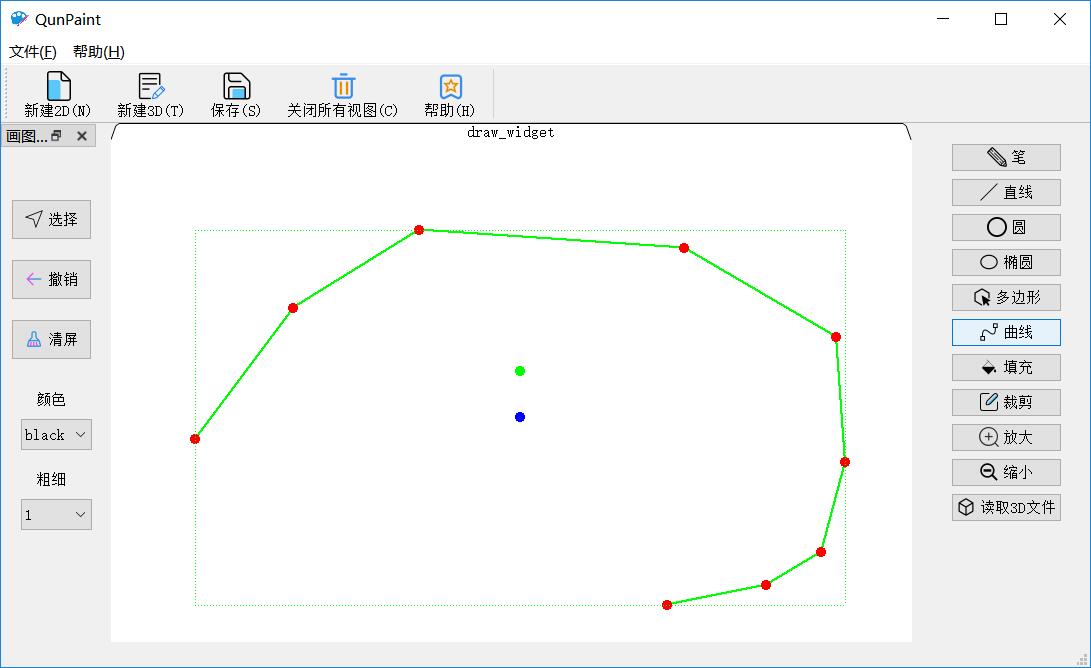 QunPaint
文件(F) 帮助(H)
新建2D(N) 新建3D(T) 保存(S) 关闭所有视图(C) 帮助(H)
画图...
draw_widget
选择
撤销
清屏
颜色
black
粗细
1
笔
直线
圆
椭圆
多边形
曲线
填充
裁剪
放大
缩小
读取3D文件